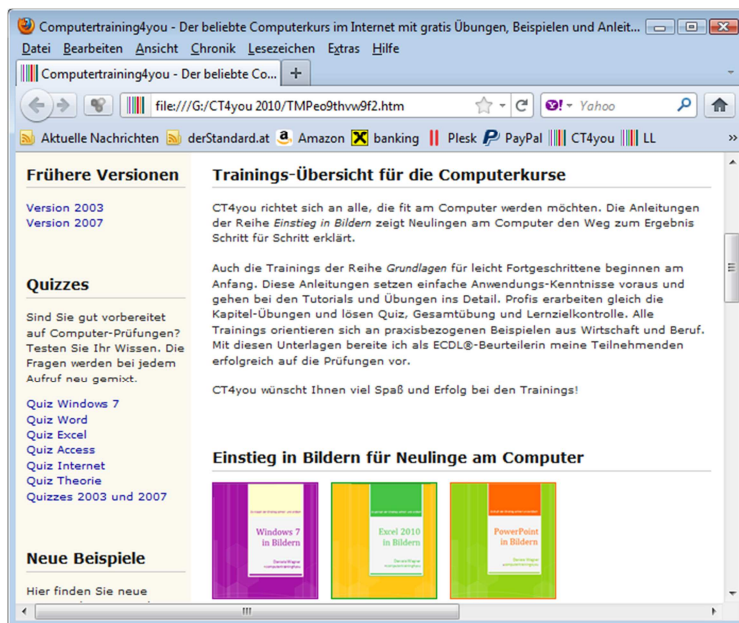 Computertraining4you - Der beliebte Computerkurs im Internet mit gratis Übungen, Beispielen und Anleit...
Datei Bearbeiten Ansicht Chronik Lesezeichen Extras Hilfe
Computertraining4you - Der beliebte Co...
file:///G:/CT4you 2010/TMPeo9thvw9f2.htm
Yahoo
Aktuelle Nachrichten derStandard.at Amazon banking Plesk PayPal CT4you LL »
Frühere Versionen
Version 2003
Version 2007
Quizzes
Sind Sie gut vorbereitet
auf Computer-Prüfungen?
Testen Sie Ihr Wissen. Die
Fragen werden bei jedem
Aufruf neu gemixt.
Quiz Windows 7
Quiz Word
Quiz Excel
Quiz Access
Quiz Internet
Quiz Theorie
Quizzes 2003 und 2007
Neue Beispiele
Hier finden Sie neue
Trainings-Übersicht für die Computerkurse
CT4you richtet sich an alle, die fit am Computer werden möchten. Die Anleitungen
der Reihe Einstieg in Bildern zeigt Neulingen am Computer den Weg zum Ergebnis
Schritt für Schritt erklärt.
Auch die Trainings der Reihe Grundlagen für leicht Fortgeschrittene beginnen am
Anfang. Diese Anleitungen setzen einfache Anwendungs-Kenntnisse voraus und
gehen bei den Tutorials und Übungen ins Detail. Profis erarbeiten gleich die
Kapitel-Übungen und lösen Quiz, Gesamtübung und Lernzielkontrolle. Alle
Trainings orientieren sich an praxisbezogenen Beispielen aus Wirtschaft und Beruf.
Mit diesen Unterlagen bereite ich als ECDL®-Beurteilerin meine Teilnehmenden
erfolgreich auf die Prüfungen vor.
CT4you wünscht Ihnen viel Spaß und Erfolg bei den Trainings!
Einstieg in Bildern für Neulinge am Computer
Windows 7
in Bildern
Excel 2010
in Bildern
PowerPoint
in Bildern